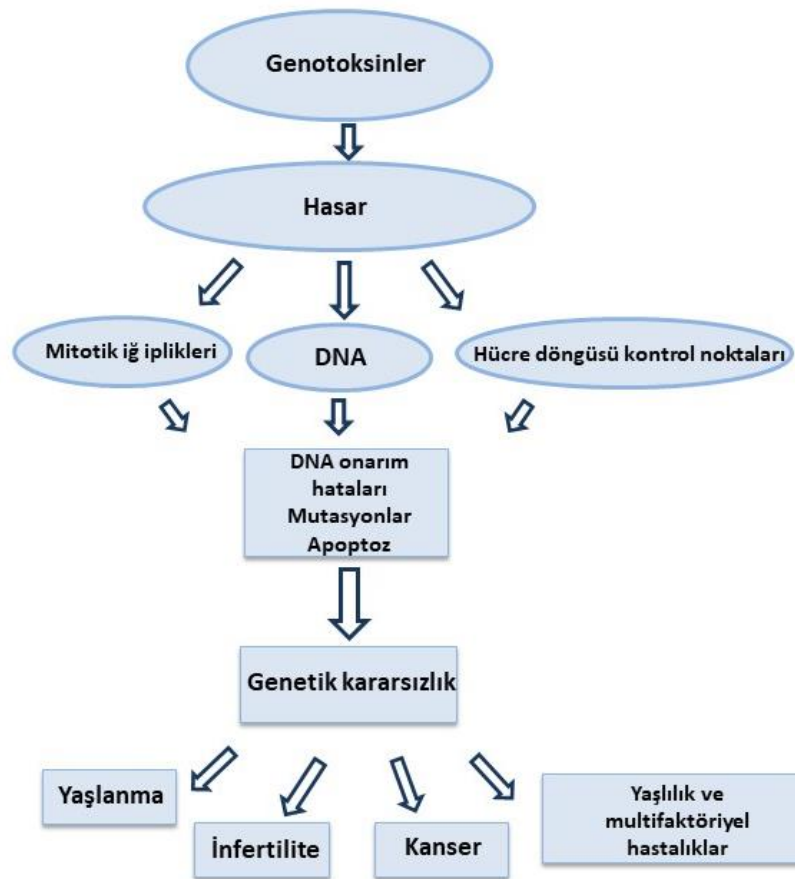 Genotoksinler
Hasar
Mitotik iğ iplikleri
DNA
Hücre döngüsü kontrol noktaları
DNA onarım
hataları
Mutasyonlar
Apoptoz
Genetik kararsızlık
Yaşlanma
İnfertilite
Kanser
Yaşlılık ve
multifaktöriyel
hastalıklar